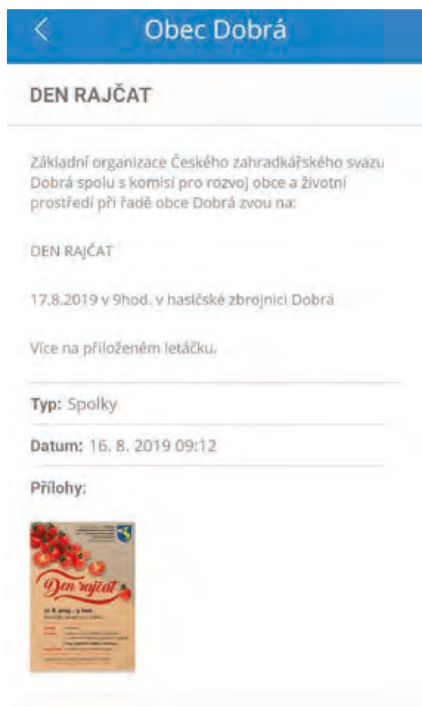 Obec Dobrá
DEN RAJČAT
Základní organizace Českého zahradkářského svazu
Dobrá spolu s komisí pro rozvoj obce a životní
prostředí při řadě obce Dobrá zvou na:
DEN RAJČAT
17.8.2019 v 9hod. v hasičské zbrojnici Dobrá
Více na přiloženém letáčku.
Typ: Spolky
Datum: 16. 8. 2019 09:12
Přílohy:
Den rajčat